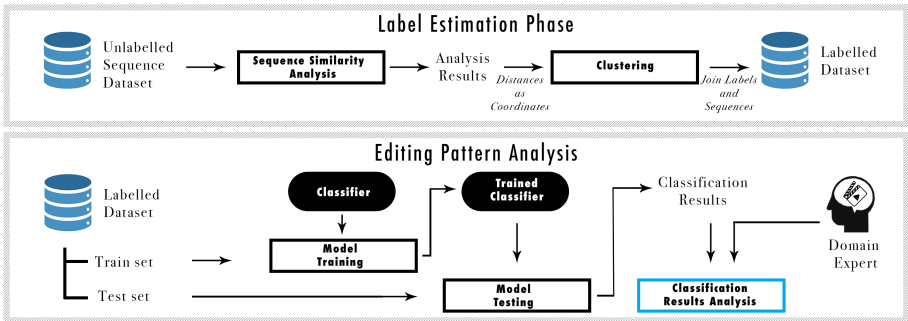 Label Estimation Phase
Unlabelled
Sequence
Dataset
Sequence Similarity
Analysis
Analysis
Results
Distances
as
Coordinates
Clustering
Join Labels
and
Sequences
Labelled
Dataset
Editing Pattern Analysis
Labelled
Dataset
Train set
Test set
Classifier
Model
Training
Trained
Classifier
Model
Testing
Classification
Results
Classification
Results Analysis
Domain
Expert